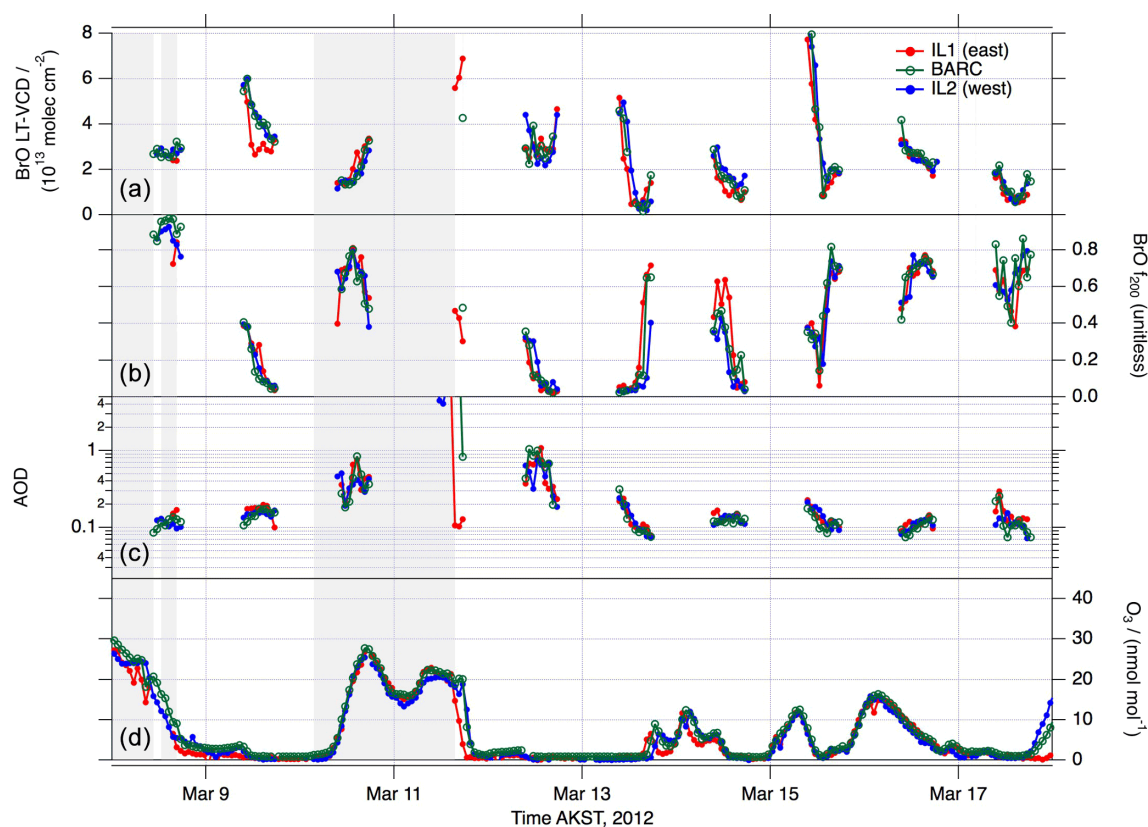 BrO LT-VCD /
(10¹³ molec cm⁻²)
8
6
4
2
0
IL1 (east)
BARC
IL2 (west)
(a)
BrO f₂₀₀ (unitless)
0.8
0.6
0.4
0.2
0.0
(b)
AOD
4
2
1
4
2
0.1
4
(c)
O₃ / (nmol mol⁻¹)
40
30
20
10
0
(d)
Mar 9
Mar 11
Mar 13
Mar 15
Mar 17
Time AKST, 2012